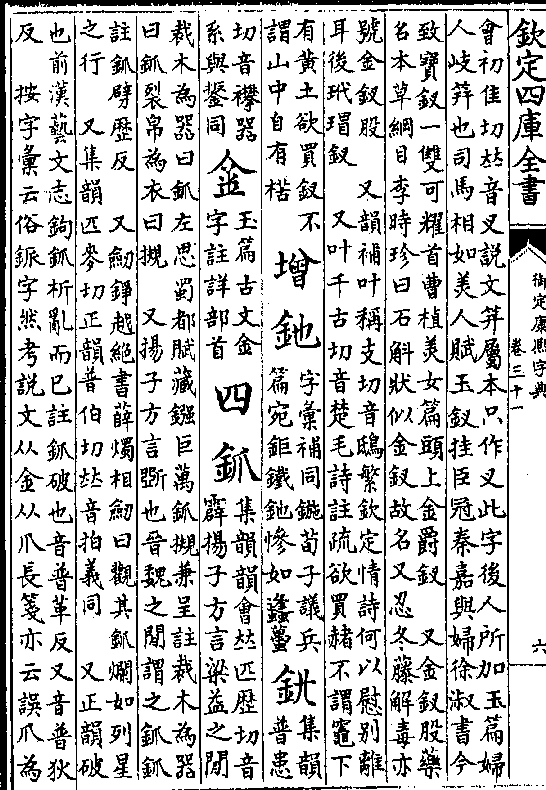 欽定四庫全書
御定康熙字典
卷三十一
六
會初佳切𠀤音叉說文笄屬本只作叉此字後人所加玉篇婦
人岐笄也司馬相如美人賦玉釵挂臣冠秦嘉與婦徐淑書今
致寶釵一雙可耀首曹植美女篇頭上金爵釵　又金釵股藥
名本草綱目李時珍曰石斛狀似金釵故名又忍冬藤解毒亦
號金釵股　又韻補叶稱支切音鴟繁欽定情詩何以慰別離
耳後玳瑁釵　又叶千古切音楚毛詩註疏欲買赭不謂竈下
有黃土欲買釵不
謂山中自有楛
增釶
字彙補同鍦荀子議兵
篇宛鉅鐵釶慘如蠭蠆
集韻
普患
切音襻器
系與鋬同
玉篇古文金
字註詳部首
四釽
集韻韻會𠀤匹歷切音
霹揚子方言梁益之閒
裁木為器曰釽左思蜀都賦藏鏹巨萬釽摫兼呈註裁木為器
曰釽裂帛為衣曰摫　又揚子方言斲也晉魏之閒謂之釽釽
註釽劈歷反　又劒越絕書薛燭相劒曰觀其釽爛如列星
之行　又集韻匹麥切正韻普伯切𠀤音拍義同　又正韻破
也前漢藝文志鉤釽析亂而已註釽破也音普革反又音普狄
反　按字彙云俗字然考說文从金从長箋亦云誤爪為